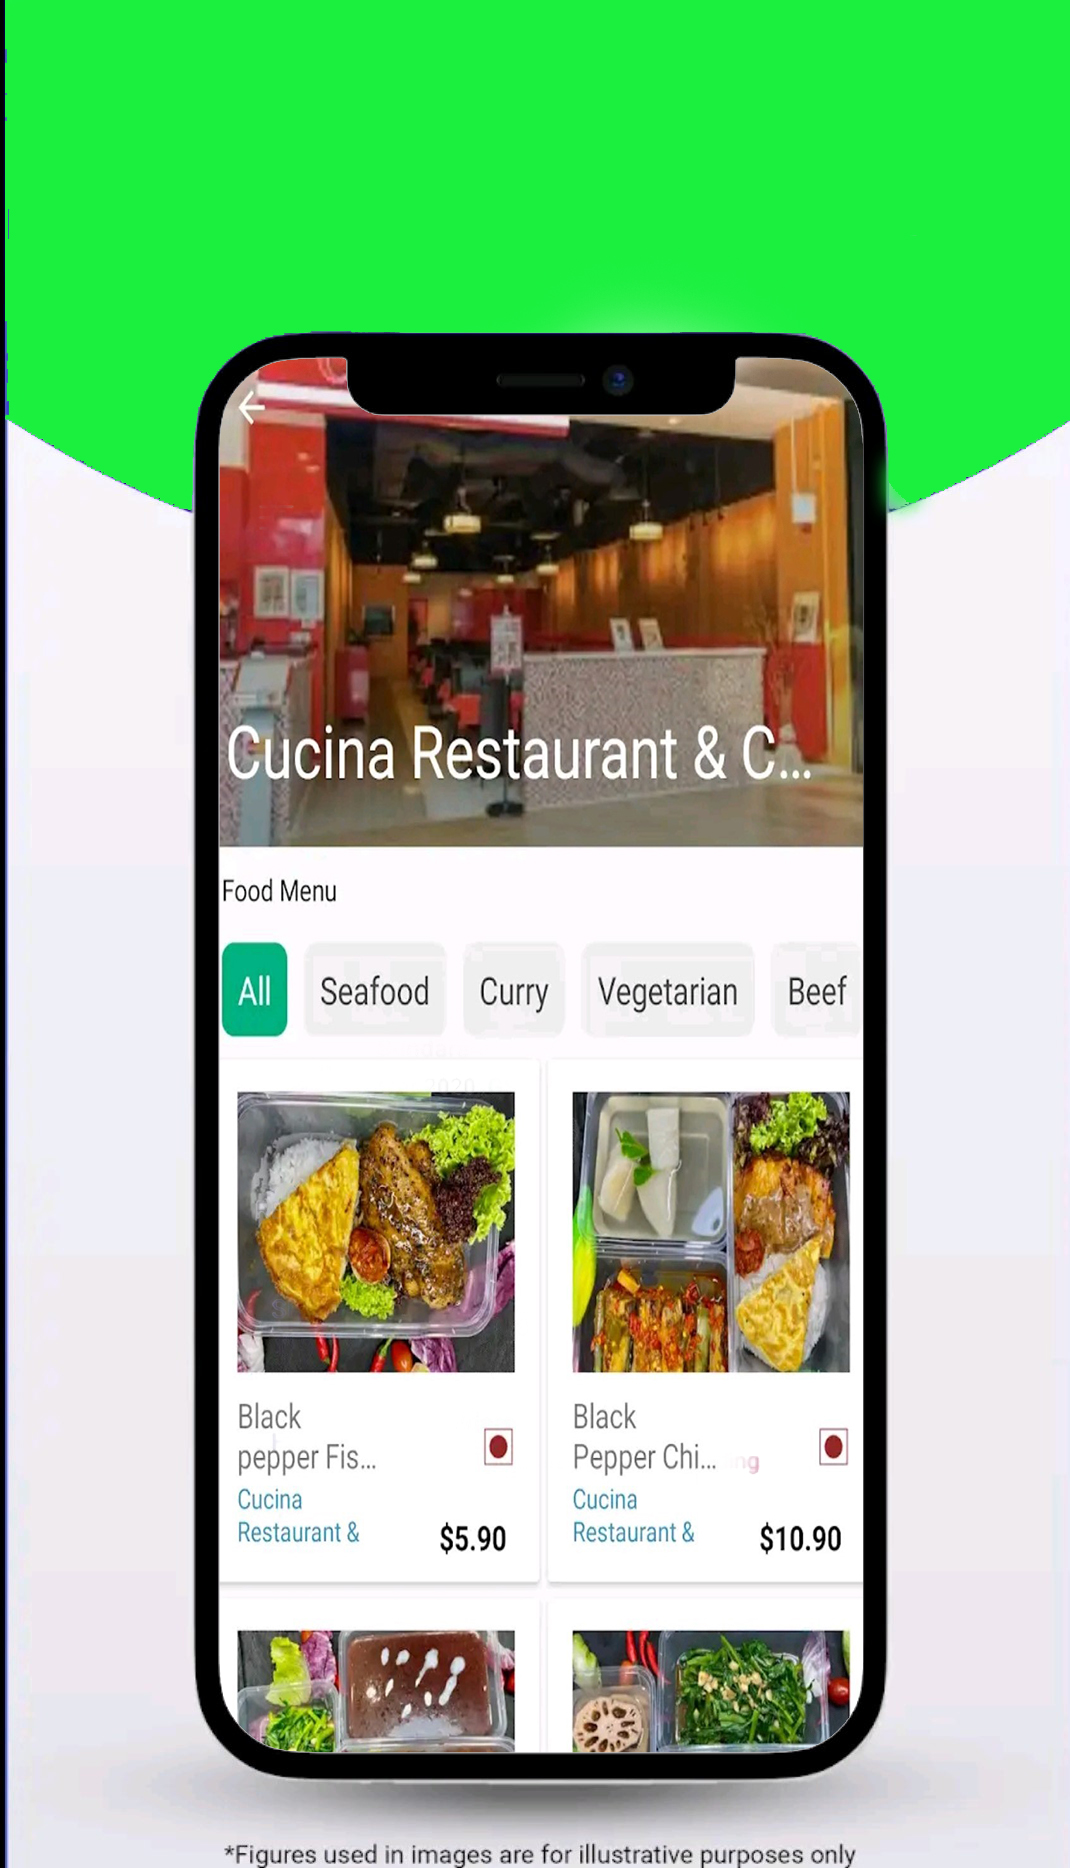 Cucina Restaurant & C...
Food Menu
All Seafood Curry Vegetarian Beef
Black
pepper Fis...
Cucina
Restaurant &
$5.90
Black
Pepper Chi...
Cucina
Restaurant &
$10.90
*Figures used in images are for illustrative purposes only